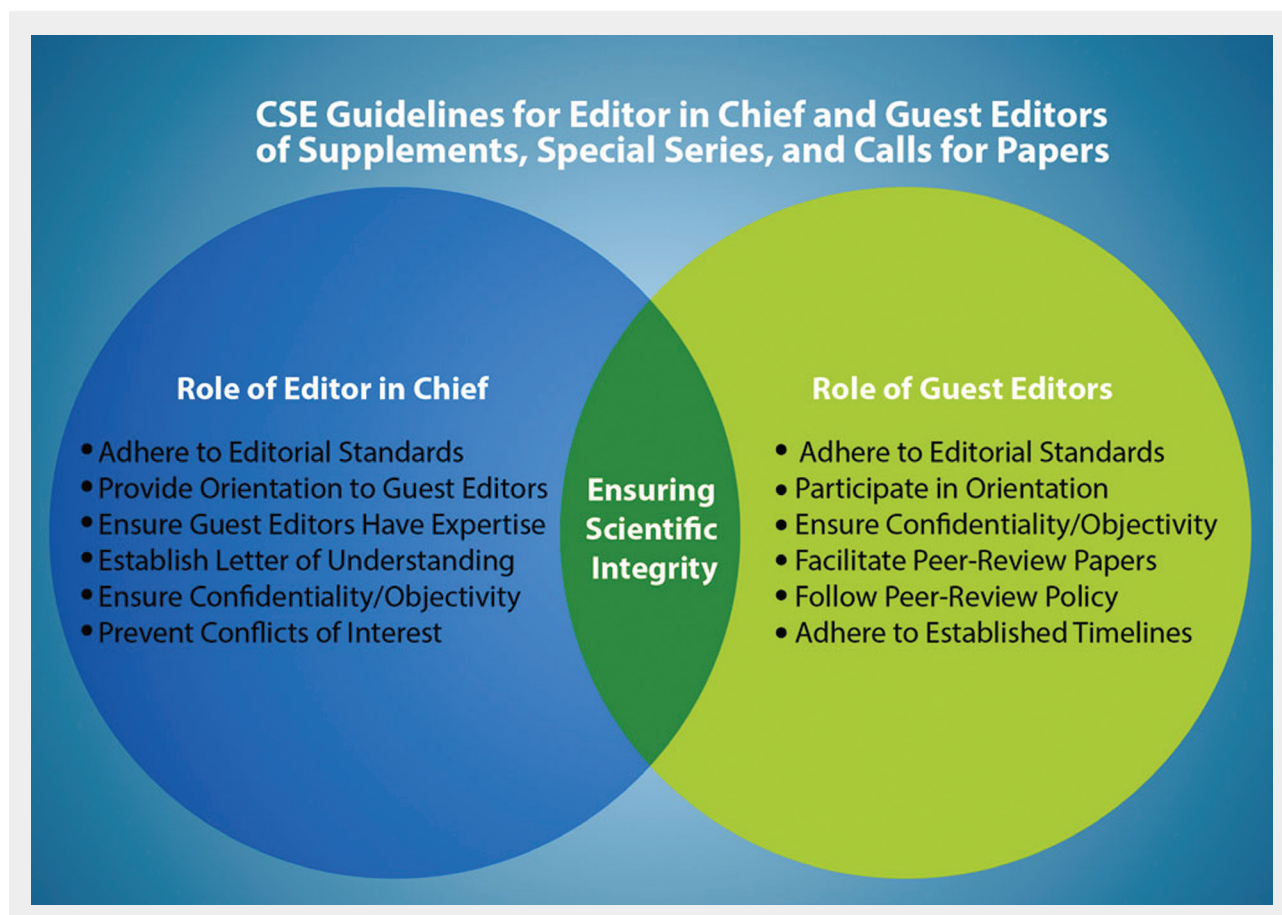 CSE Guidelines for Editor in Chief and Guest Editors
of Supplements, Special Series, and Calls for Papers
Role of Editor in Chief
• Adhere to Editorial Standards
• Provide Orientation to Guest Editors
• Ensure Guest Editors Have Expertise
• Establish Letter of Understanding
• Ensure Confidentiality/Objectivity
• Prevent Conflicts of Interest
Ensuring
Scientific
Integrity
Role of Guest Editors
• Adhere to Editorial Standards
• Participate in Orientation
• Ensure Confidentiality/Objectivity
• Facilitate Peer-Review Papers
• Follow Peer-Review Policy
• Adhere to Established Timelines